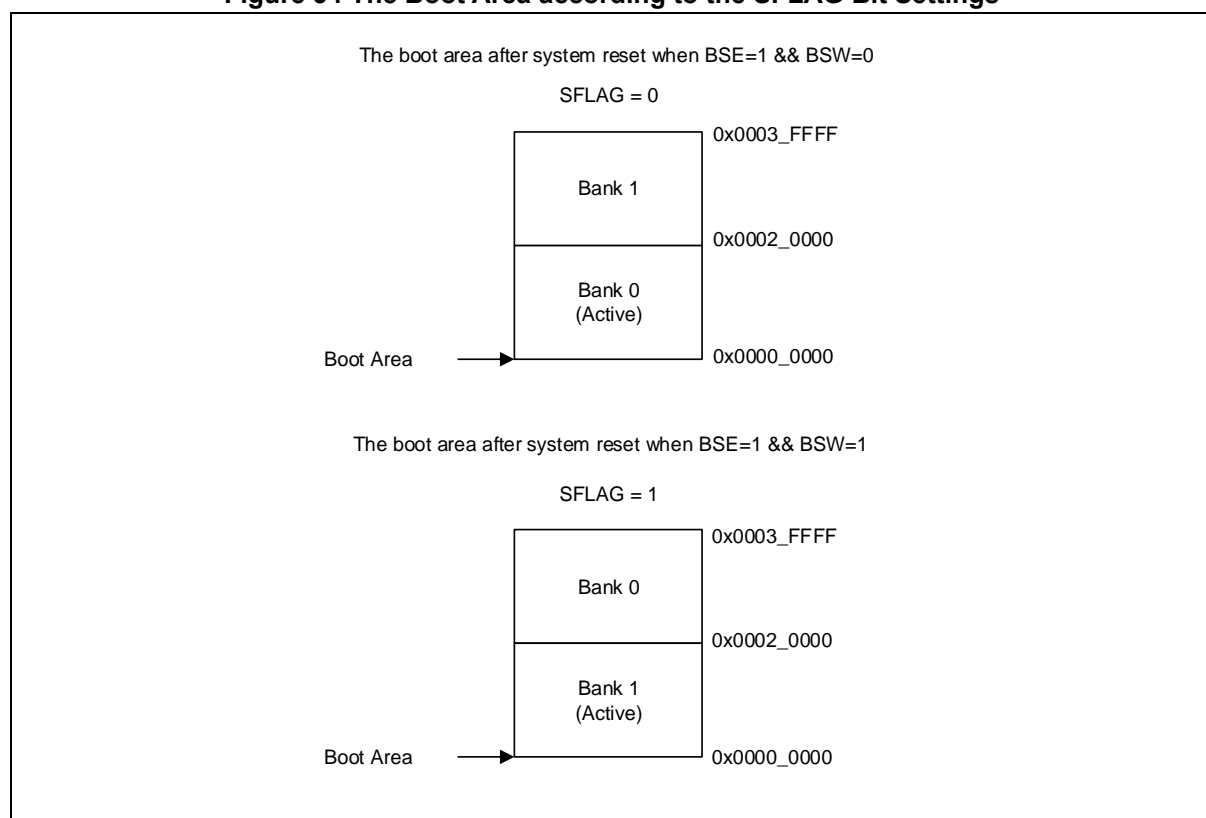 The boot area after system reset when BSE=1 && BSW=0
SFLAG = 0
0x0003_FFFF
Bank 1
0x0002_0000
Bank 0
(Active)
Boot Area
0x0000_0000
The boot area after system reset when BSE=1 && BSW=1
SFLAG = 1
0x0003_FFFF
Bank 0
0x0002_0000
Bank 1
(Active)
Boot Area
0x0000_0000